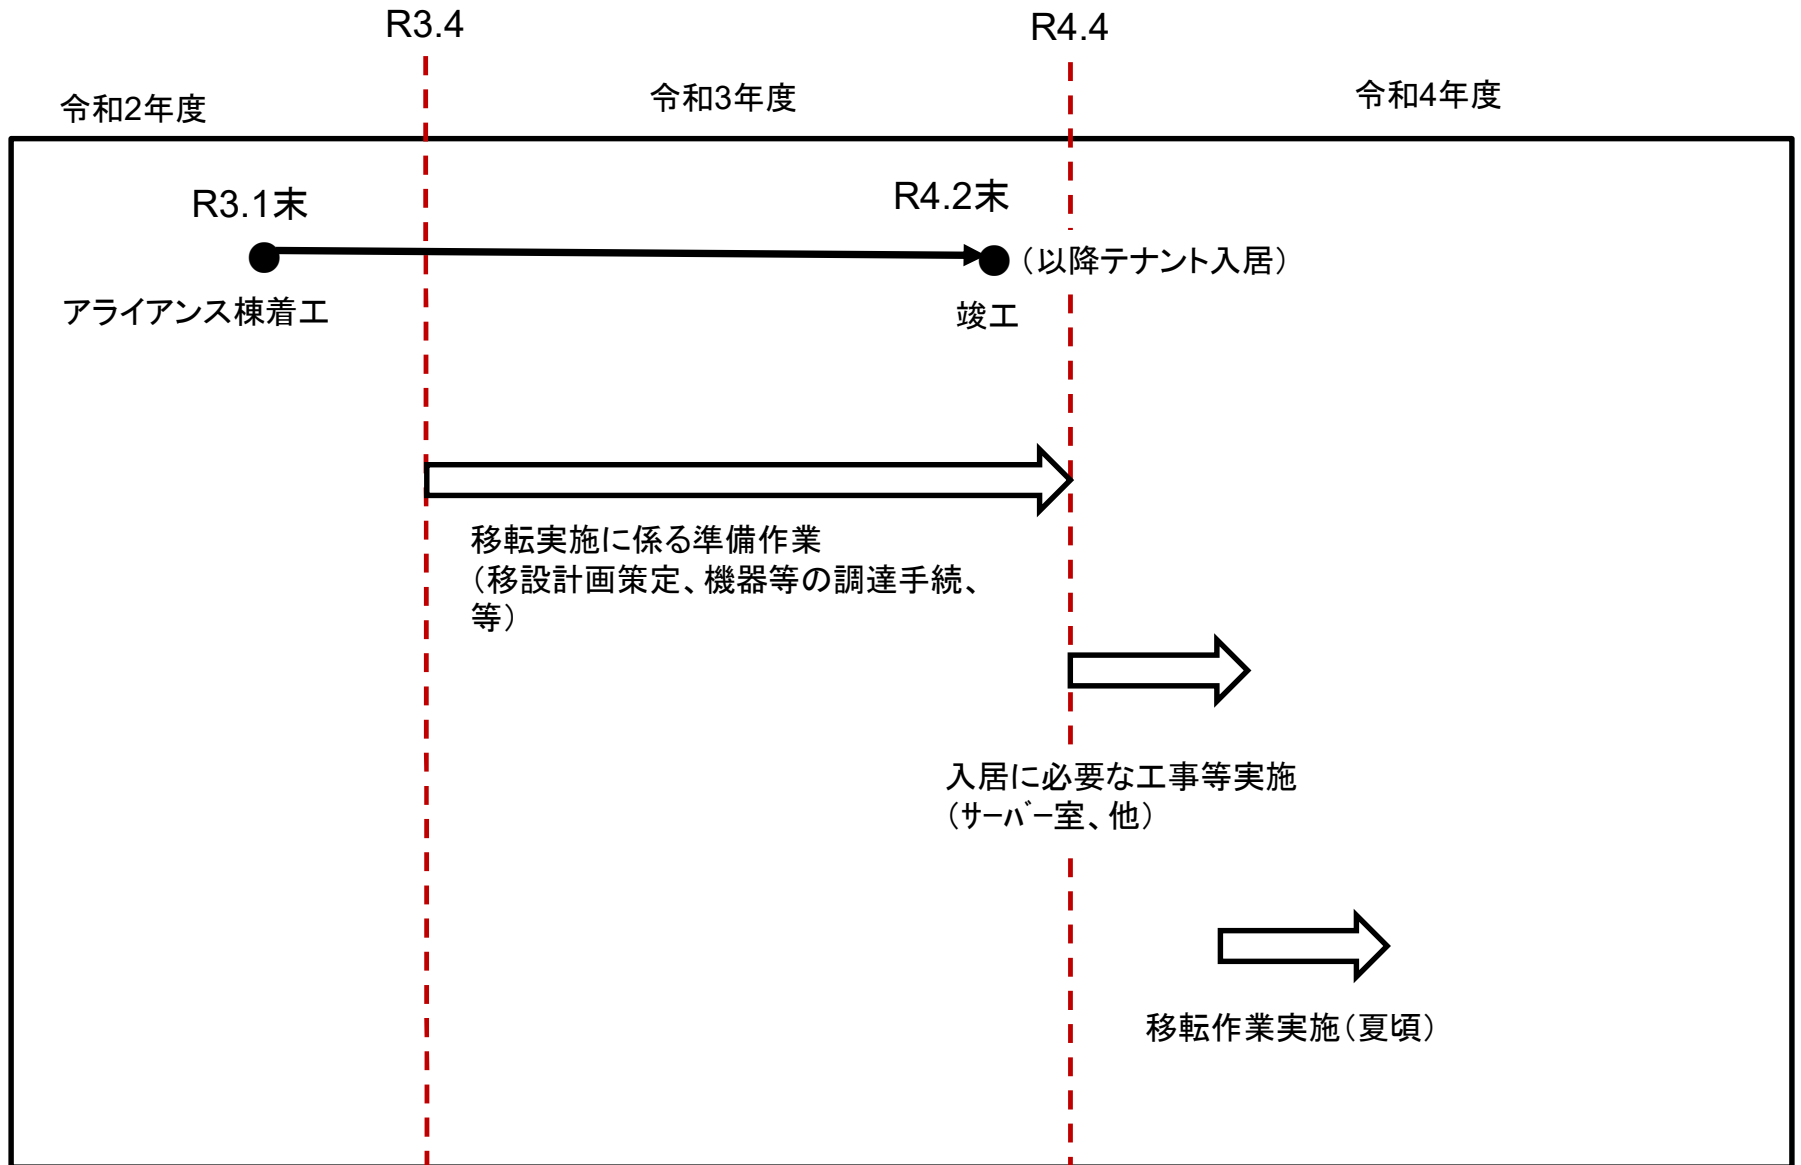 R3.4
R4.4
令和2年度
令和3年度
令和4年度
R3.1末
R4.2末
(以降テナント入居)
アライアンス棟着工
竣工
移転実施に係る準備作業
(移設計画策定、機器等の調達手続、
等)
入居に必要な工事等実施
(ｻｰﾊﾞｰ室、他)
移転作業実施(夏頃)